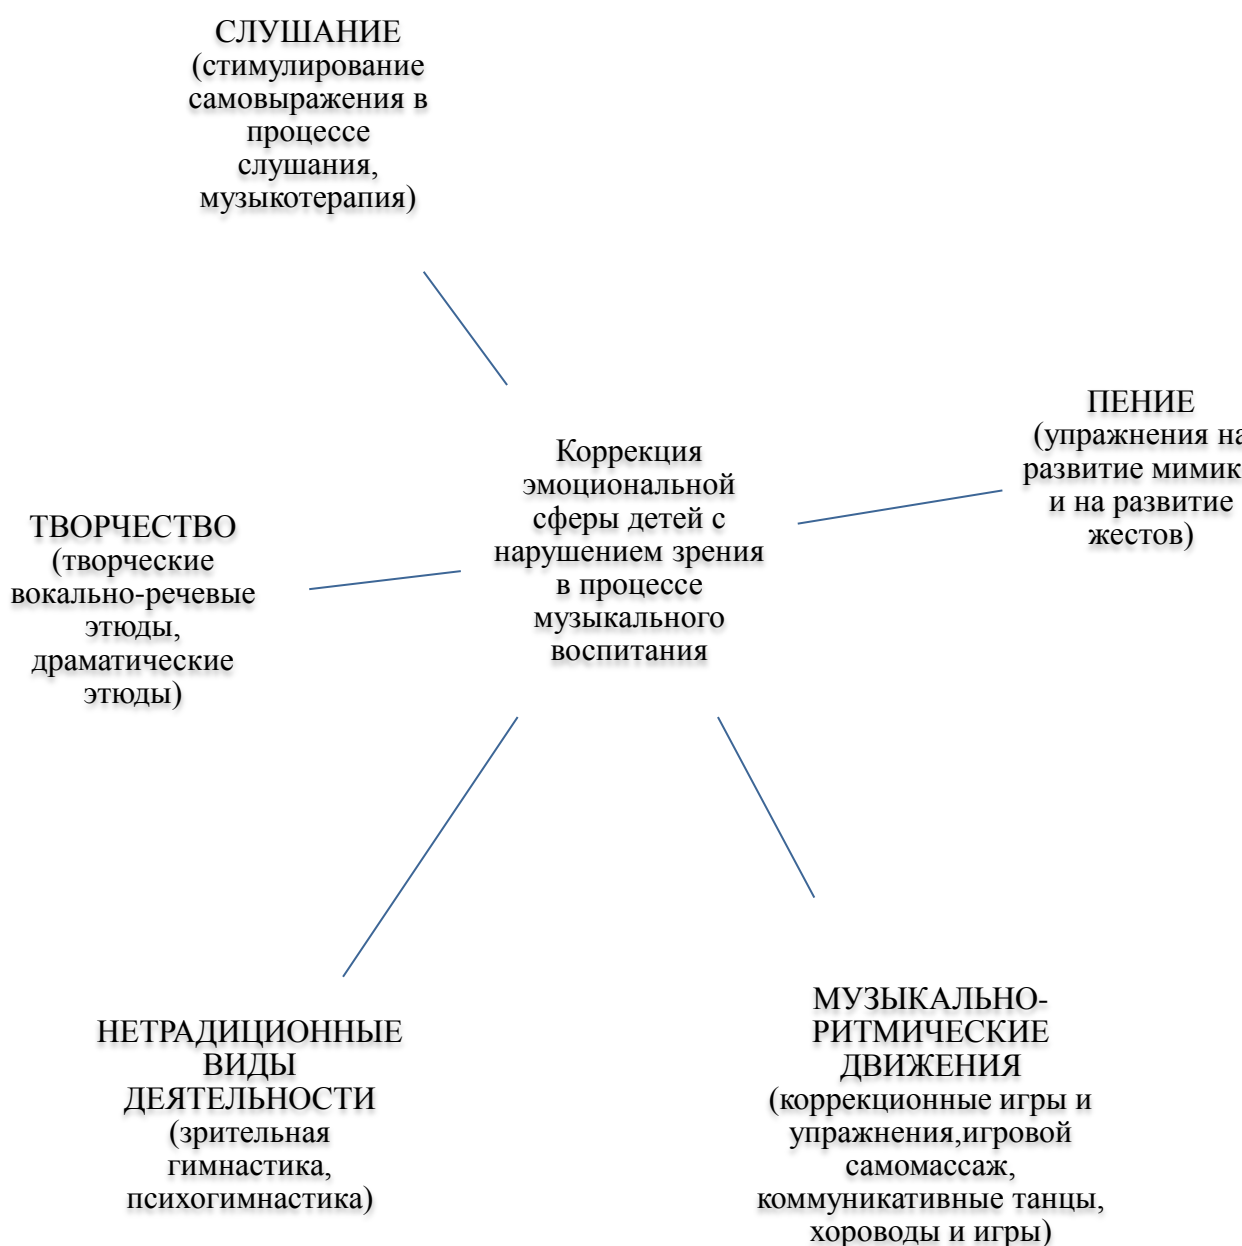 СЛУШАНИЕ
(стимулирование
самовыражения в
процессе
слушания,
музыкотерапия)
ПЕНИЕ
(упражнения на
развитие мимик
и на развитие
жестов)
Коррекция
эмоциональной
сферы детей с
нарушением зрения
в процессе
музыкального
воспитания
ТВОРЧЕСТВО
(творческие
вокально-речевые
этюды,
драматические
этюды)
НЕТРАДИЦИОННЫЕ
ВИДЫ
ДЕЯТЕЛЬНОСТИ
(зрительная
гимнастика,
психогимнастика)
МУЗЫКАЛЬНО-
РИТМИЧЕСКИЕ
ДВИЖЕНИЯ
(коррекционные игры и
упражнения,игровой
самомассаж,
коммуникативные танцы,
хороводы и игры)